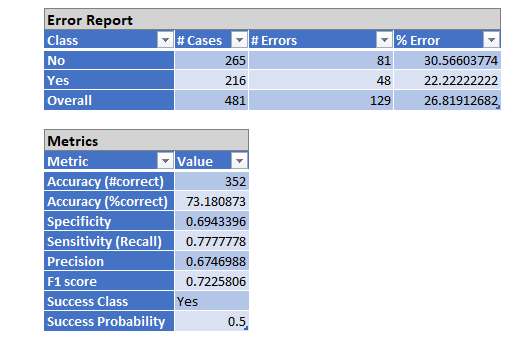 Error Report
Class # Cases # Errors % Error
No 265 81 30.56603774
Yes 216 48 22.22222222
Overall 481 129 26.81912682
Metrics
Metric Value
Accuracy (#correct) 352
Accuracy (%correct) 73.180873
Specificity 0.6943396
Sensitivity (Recall) 0.7777778
Precision 0.6746988
F1 score 0.7225806
Success Class Yes
Success Probability 0.5